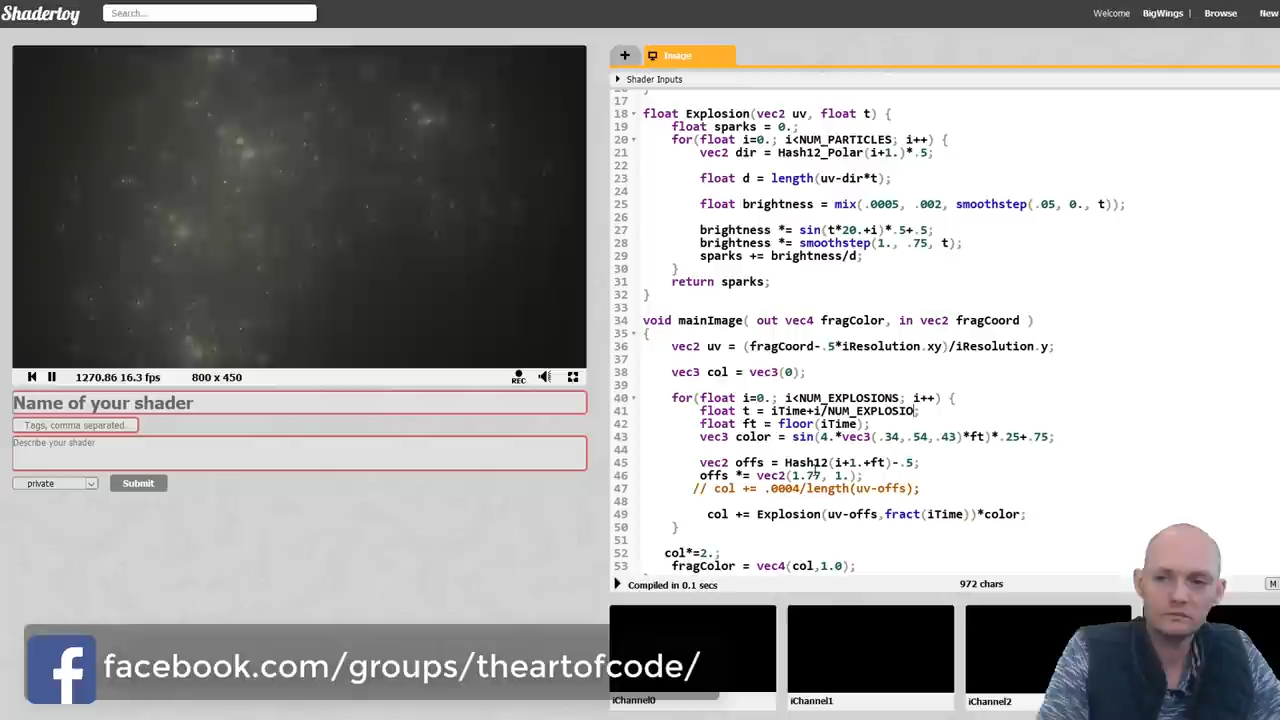 Shadertoy
Search...
Welcome BigWings | Browse New
+ Image
Shader Inputs
17
18 float Explosion(vec2 uv, float t) {
19 float sparks = 0.;
20 for(float i=0.; i<NUM_PARTICLES; i++) {
21 vec2 dir = Hash12_Polar(i+1.)*.5;
22
23 float d = length(uv-dir*t);
24
25 float brightness = mix(.0005, .002, smoothstep(.05, 0., t));
26
27 brightness *= sin(t*20.+i)*.5+.5;
28 brightness *= smoothstep(1., .75, t);
29 sparks += brightness/d;
30 }
31 return sparks;
32 }
33
34 void mainImage( out vec4 fragColor, in vec2 fragCoord )
35 {
36 vec2 uv = (fragCoord-.5*iResolution.xy)/iResolution.y;
37
38 vec3 col = vec3(0);
39
40 for(float i=0.; i<NUM_EXPLOSIONS; i++) {
41 float t = iTime+i/NUM_EXPLOSIO;
42 float ft = floor(iTime);
43 vec3 color = sin(4.*vec3(.34,.54,.43)*ft)*.25+.75;
45 vec2 offs = Hash12(i+1.+ft)-.5;
46 offs *= vec2(1.77, 1.);
47 // col += .0004/length(uv-offs);
48
49 col += Explosion(uv-offs,fract(iTime))*color;
50 }
51
52 col*=2.;
53 fragColor = vec4(col,1.0);
1270.86 16.3 fps 800 x 450
REC
Name of your shader
Tags, comma separated...
Describe your shader
private Submit
Compiled in 0.1 secs 972 chars M
iChannel0 iChannel1 iChannel2
facebook.com/groups/theartofcode/